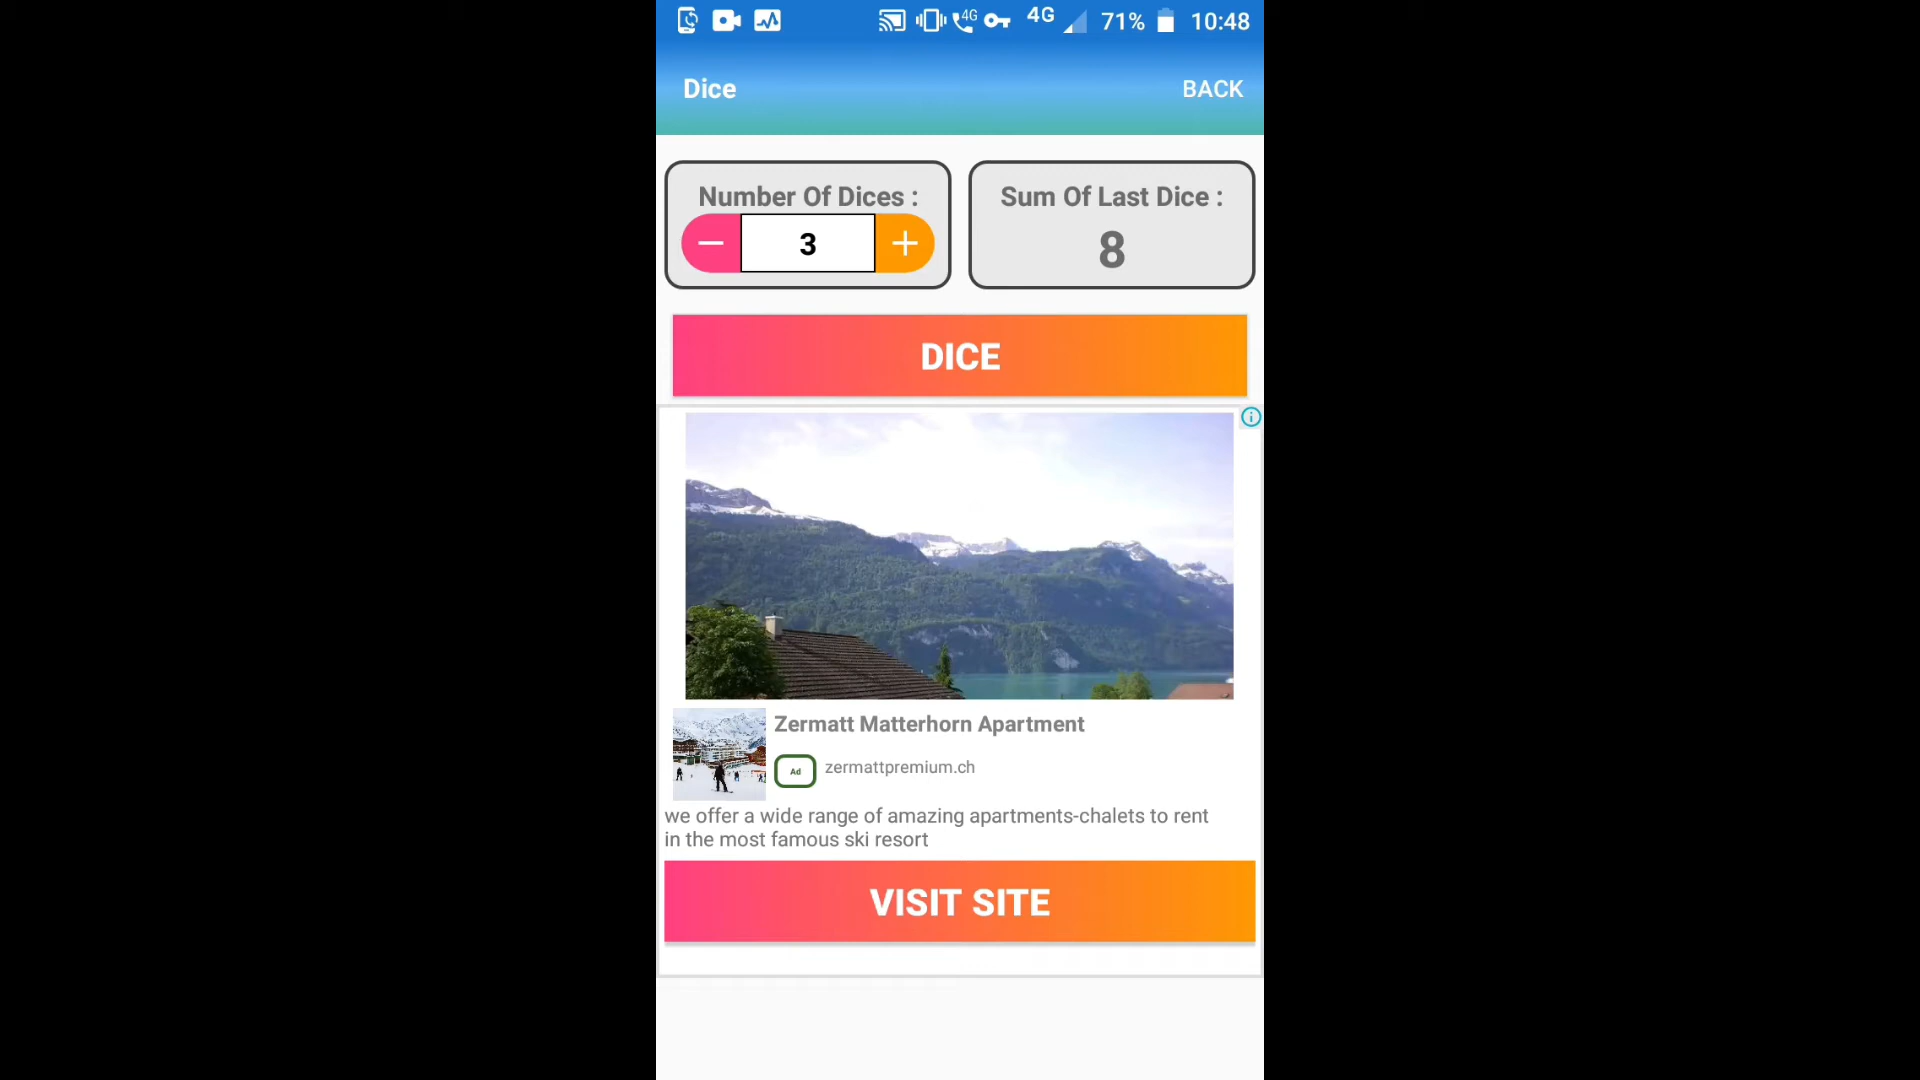 4G 4G 71% 10:48
Dice BACK
Number Of Dices :
3
Sum Of Last Dice :
8
DICE
Zermatt Matterhorn Apartment
Ad zermattpremium.ch
we offer a wide range of amazing apartments-chalets to rent
in the most famous ski resort
VISIT SITE